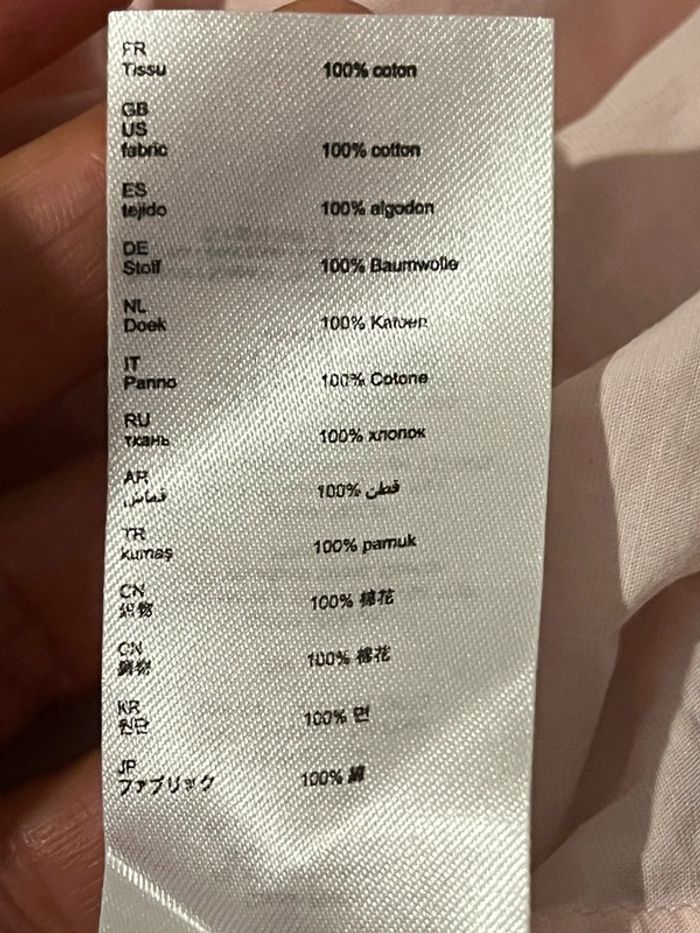 FR
Tissu 100% coton
GB
US
fabric 100% cotton
ES
tejido 100% algodon
DE
Stoff 100% Baumwolle
NL
Doek 100% Katoen
IT
Panno 100% Cotone
RU
ткань 100% хлопок
AR
قماش 100% قطن
TR
kumaş 100% pamuk
CN
織物 100% 棉花
CN
織物 100% 棉花
KR
원단 100% 면
JP
ファブリック 100% 綿